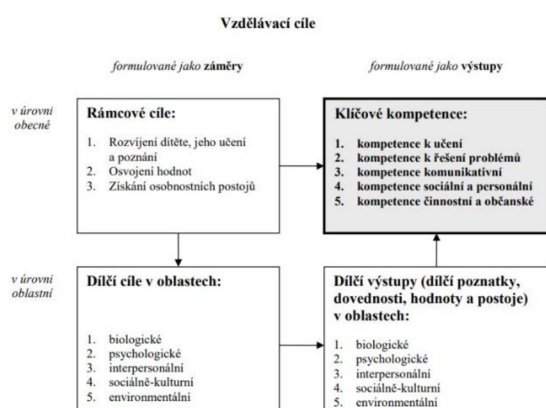 Vzdělávací cíle
formulované jako záměry
formulované jako výstupy
v úrovni
obecné
Rámcové cíle:
1. Rozvíjení dítěte, jeho učení
a poznání
2. Osvojení hodnot
3. Získání osobnostních postojů
Klíčové kompetence:
1. kompetence k učení
2. kompetence k řešení problémů
3. kompetence komunikativní
4. kompetence sociální a personální
5. kompetence činnostní a občanské
v úrovni
oblastní
Dílčí cíle v oblastech:
1. biologické
2. psychologické
3. interpersonální
4. sociálně-kulturní
5. environmentální
Dílčí výstupy (dílčí poznatky,
dovednosti, hodnoty a postoje)
v oblastech:
1. biologické
2. psychologické
3. interpersonální
4. sociálně-kulturní
5. environmentální